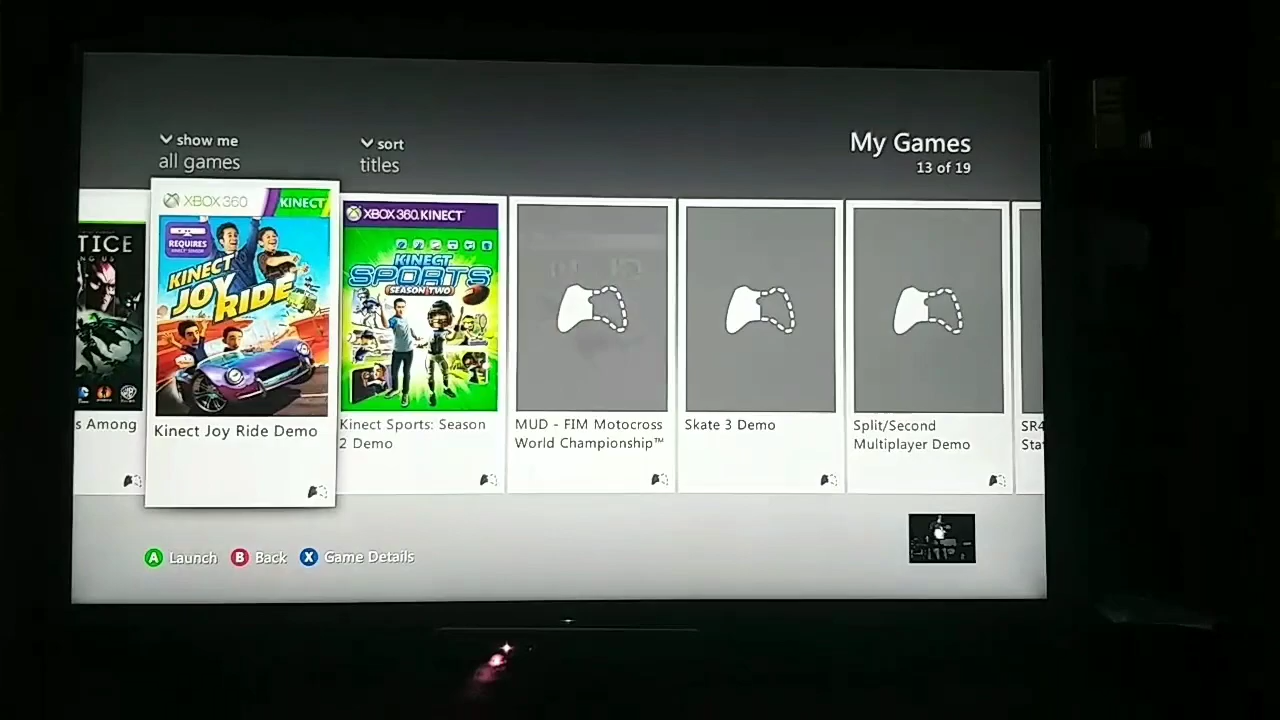 show me
all games
sort
titles
My Games
13 of 19
TICE
NG US
s Among
XBOX 360
KINECT
REQUIRES
KINECT
JOY RIDE
Kinect Joy Ride Demo
XBOX 360. KINECT
KINECT
SPORTS
SEASON TWO
Kinect Sports: Season
2 Demo
MUD - FIM Motocross
World Championship™
Skate 3 Demo
Split/Second
Multiplayer Demo
SR4
Sta
A Launch B Back X Game Details